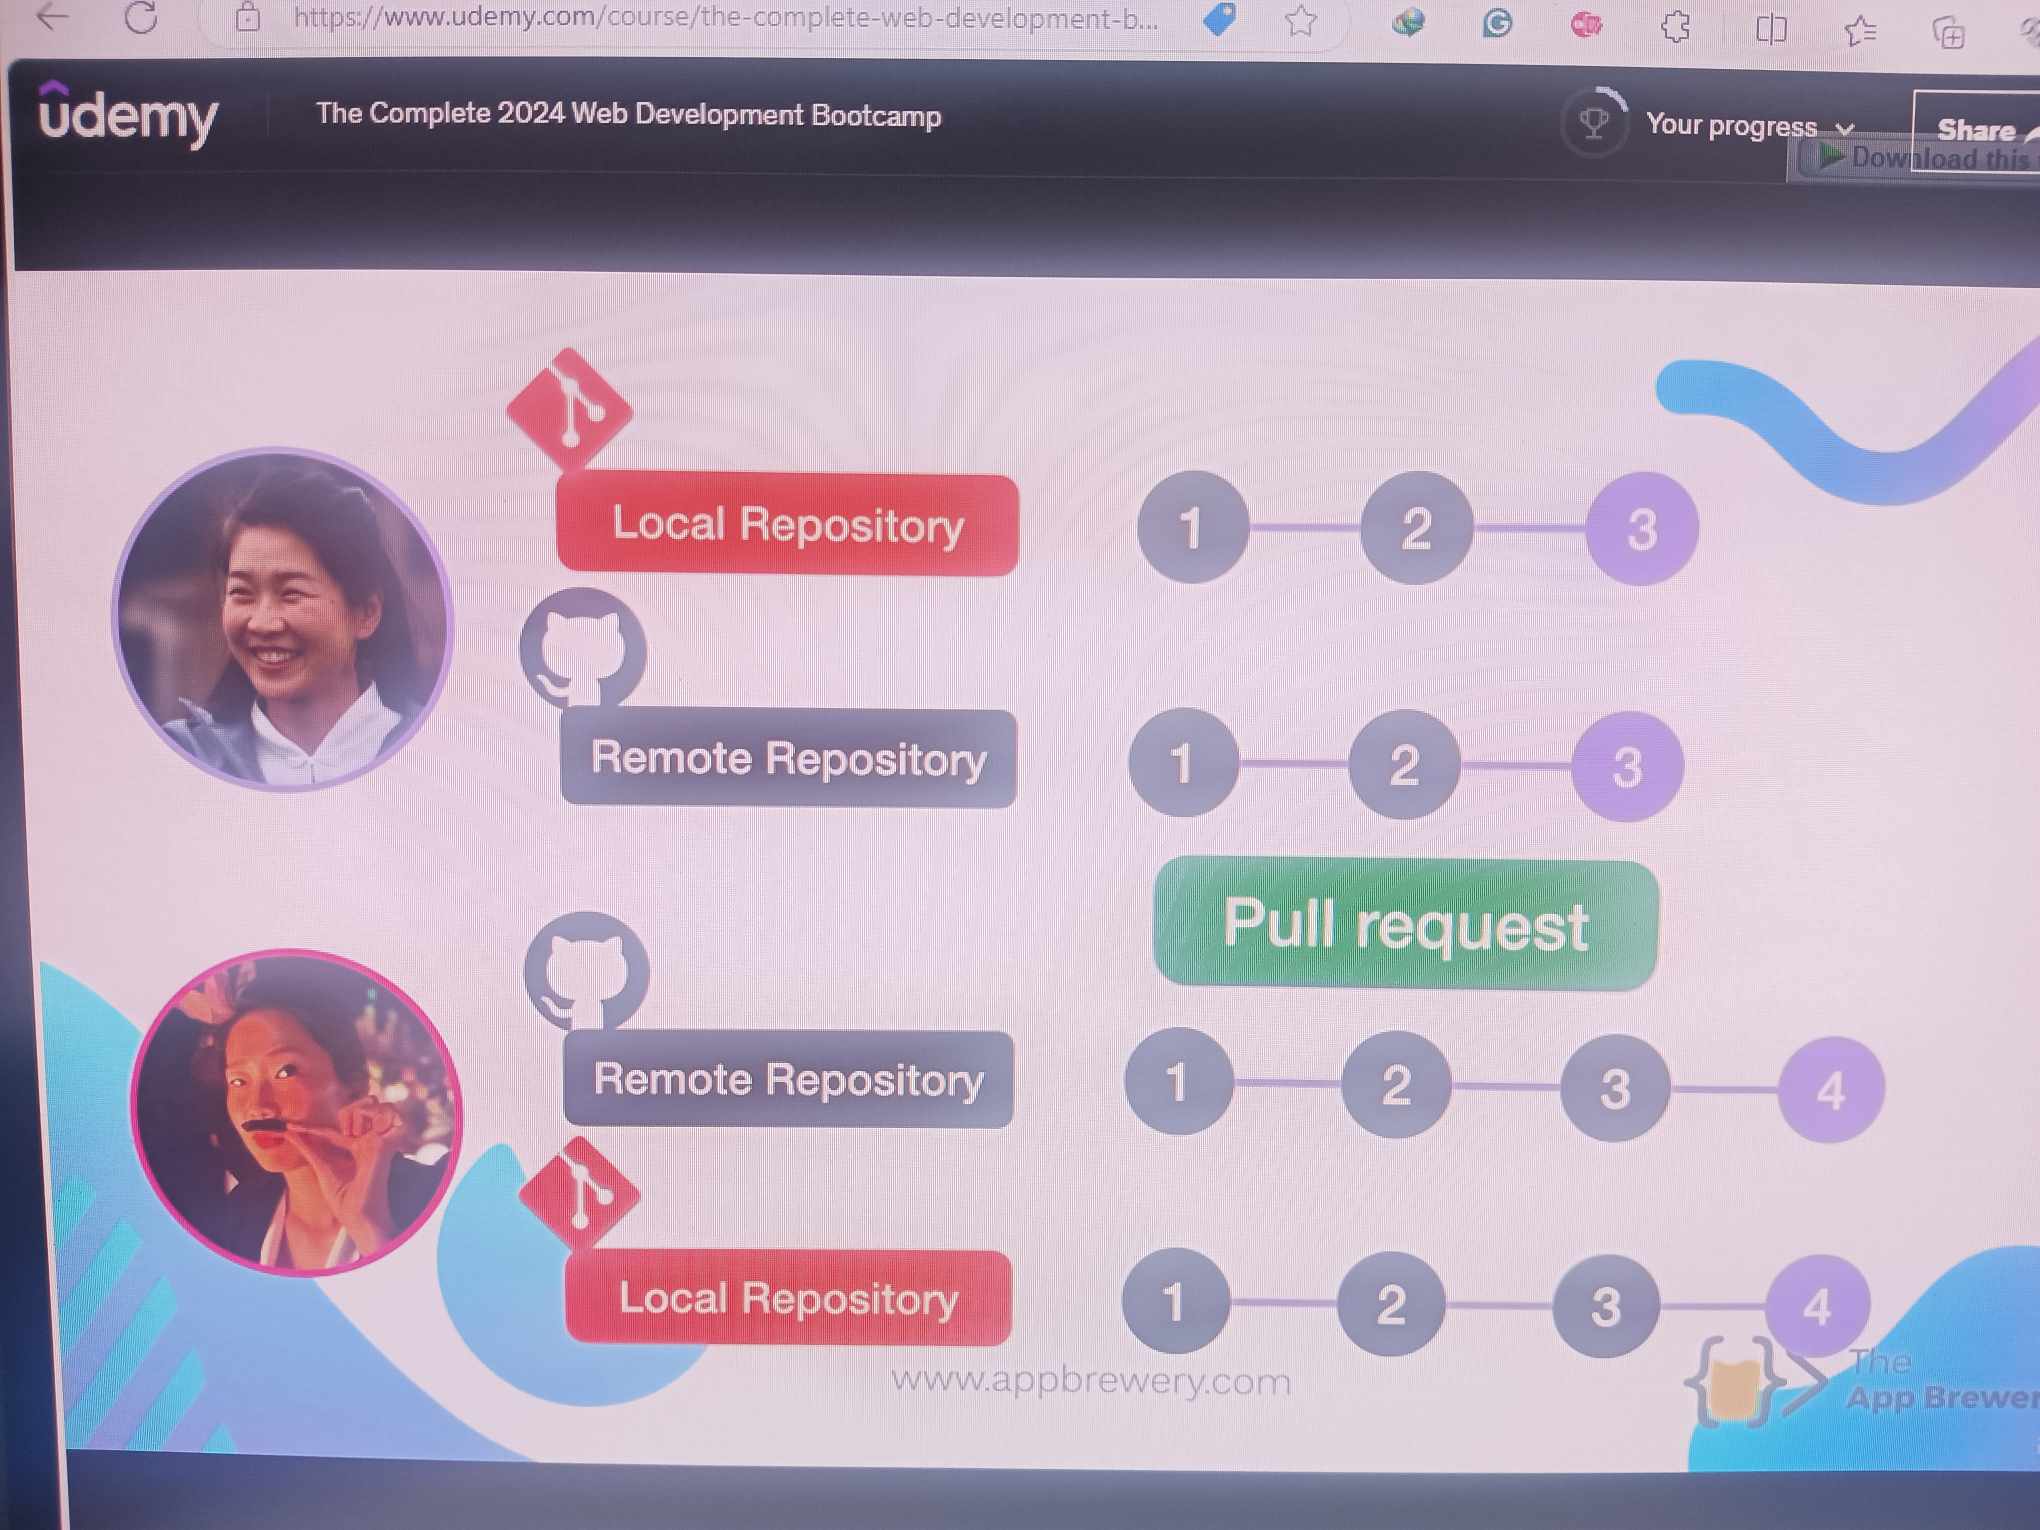 https://www.udemy.com/course/the-complete-web-development-b...
udemy
The Complete 2024 Web Development Bootcamp
Your progress
Share
Download this
Local Repository
1
2
3
Remote Repository
1
2
3
Pull request
Remote Repository
1
2
3
4
Local Repository
1
2
3
4
www.appbrewery.com
The
App Brewer